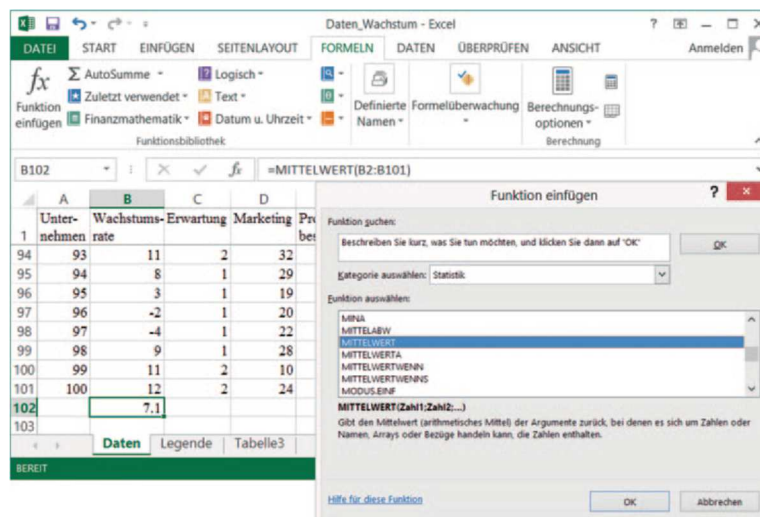 Daten_Wachstum - Excel
DATEI START EINFÜGEN SEITENLAYOUT FORMELN DATEN ÜBERPRÜFEN ANSICHT Anmelden
fx Funktion einfügen
Σ AutoSumme
Zuletzt verwendet
Finanzmathematik
Logisch
Text
Datum u. Uhrzeit
Definierte Namen
Formelüberwachung
Berechnungs-
optionen
Funktionsbibliothek
Berechnung
B102 fx =MITTELWERT(B2:B101)
A B C D
Unter- Wachstums- Erwartung Marketing Pro
1 nehmen rate bes
94 93 11 2 32
95 94 8 1 29
96 95 3 1 19
97 96 -2 1 20
98 97 -4 1 22
99 98 9 1 28
100 99 11 2 10
101 100 12 2 24
102 7.1
103
Daten Legende Tabelle3
BEREIT
Funktion einfügen
Funktion suchen:
Beschreiben Sie kurz, was Sie tun möchten, und klicken Sie dann auf 'OK'
OK
Kategorie auswählen: Statistik
Funktion auswählen:
MINA
MITTELABW
MITTELWERT
MITTELWERTA
MITTELWERTWENN
MITTELWERTWENNS
MODUS.EINF
MITTELWERT(Zahl1;Zahl2;...)
Gibt den Mittelwert (arithmetisches Mittel) der Argumente zurück, bei denen es sich um Zahlen oder
Namen, Arrays oder Bezüge handeln kann, die Zahlen enthalten.
Hilfe für diese Funktion
OK Abbrechen